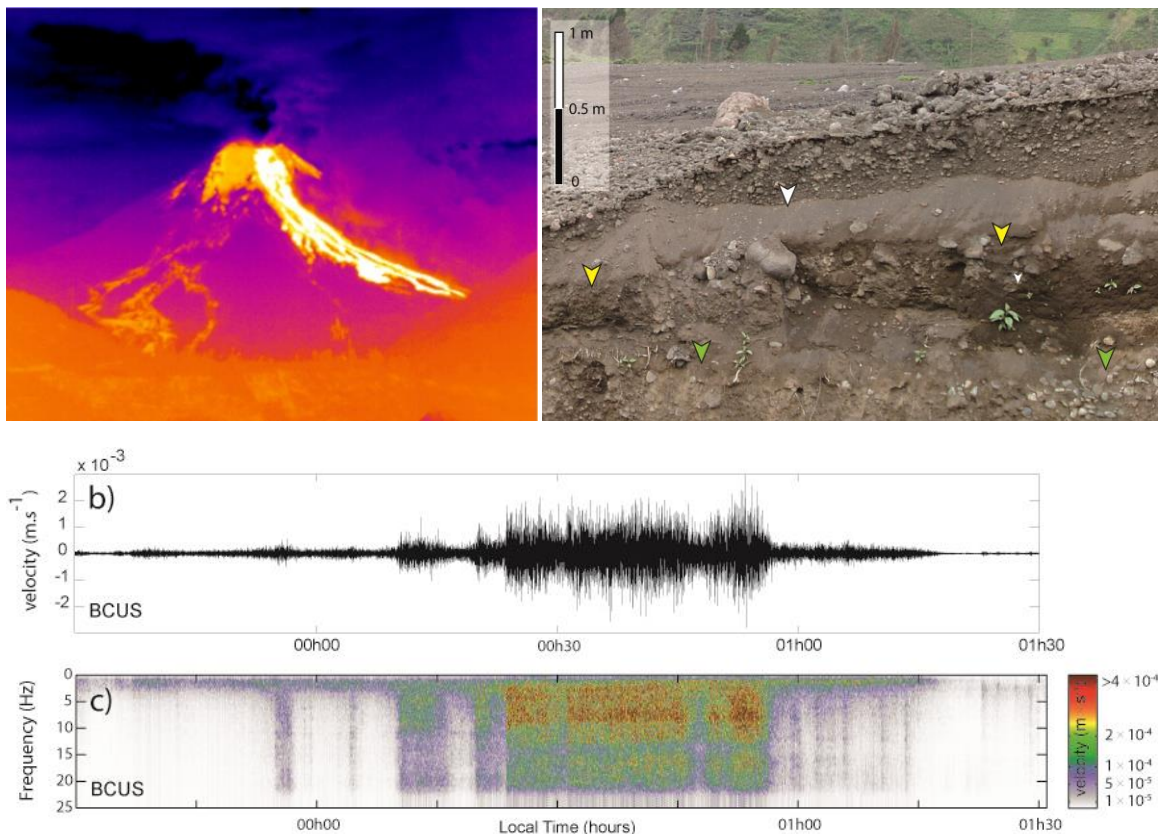 1 m
0.5 m
0
x 10⁻³
b)
velocity (m.s⁻¹)
2
1
0
-1
-2
BCUS
00h00
00h30
01h00
01h30
c)
Frequency (Hz)
0
5
10
15
20
25
BCUS
00h00
Local Time (hours)
01h00
01h30
>4 × 10⁻⁴
2 × 10⁻⁴
1 × 10⁻⁴
5 × 10⁻⁵
1 × 10⁻⁵